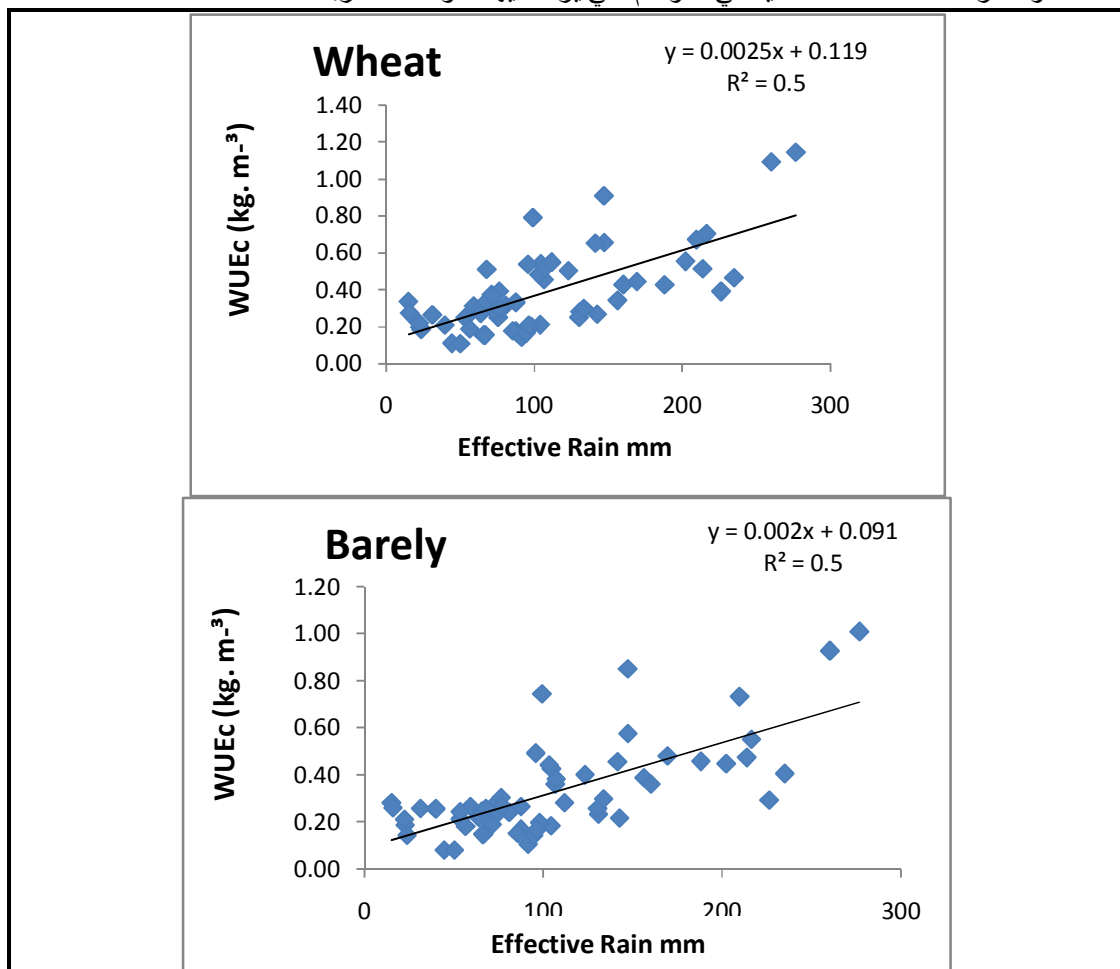 Wheat
y = 0.0025x + 0.119
R² = 0.5
WUEc (kg. m-³)
1.40
1.20
1.00
0.80
0.60
0.40
0.20
0.00
0 100 200 300
Effective Rain mm
Barely
y = 0.002x + 0.091
R² = 0.5
WUEc (kg. m-³)
1.20
1.00
0.80
0.60
0.40
0.20
0.00
0 100 200 300
Effective Rain mm